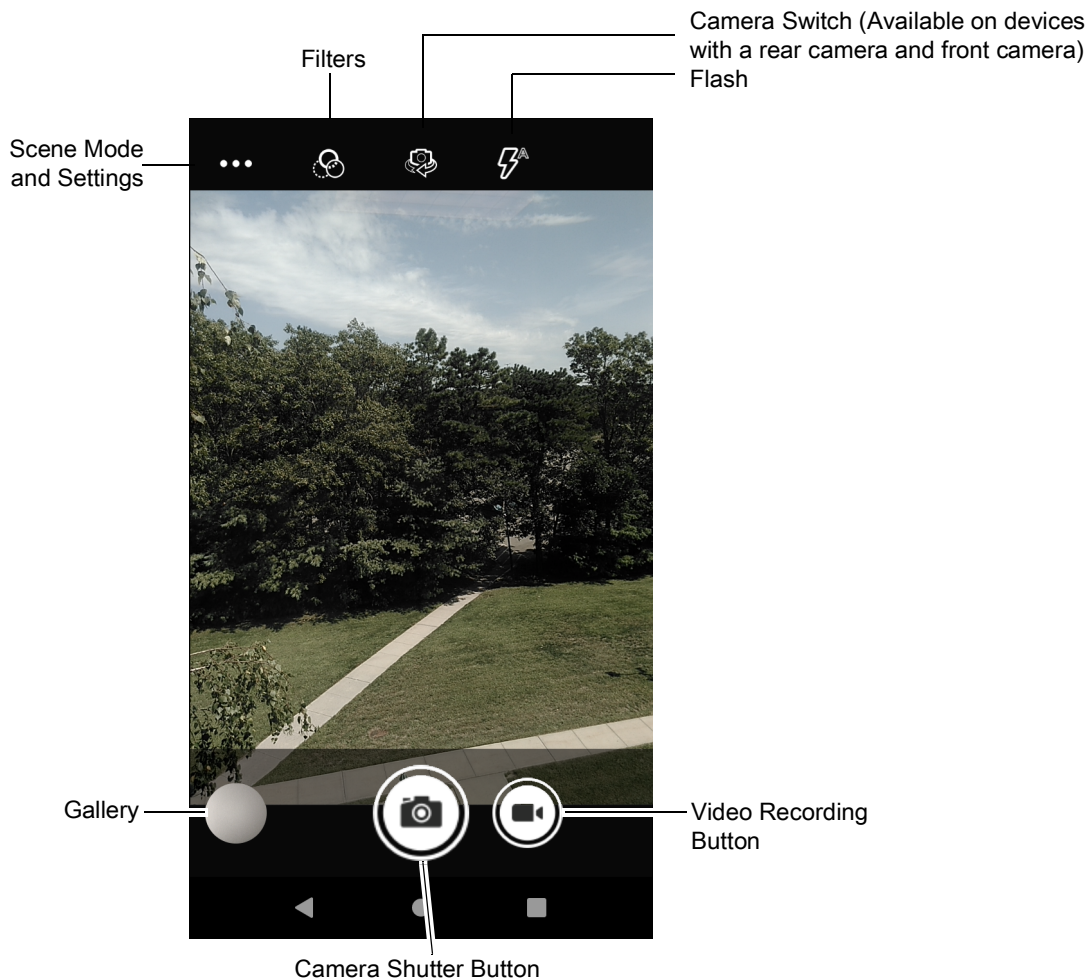 Camera Switch (Available on devices
with a rear camera and front camera)
Filters
Flash
Scene Mode
and Settings
A
Gallery
Video Recording
Button
Camera Shutter Button